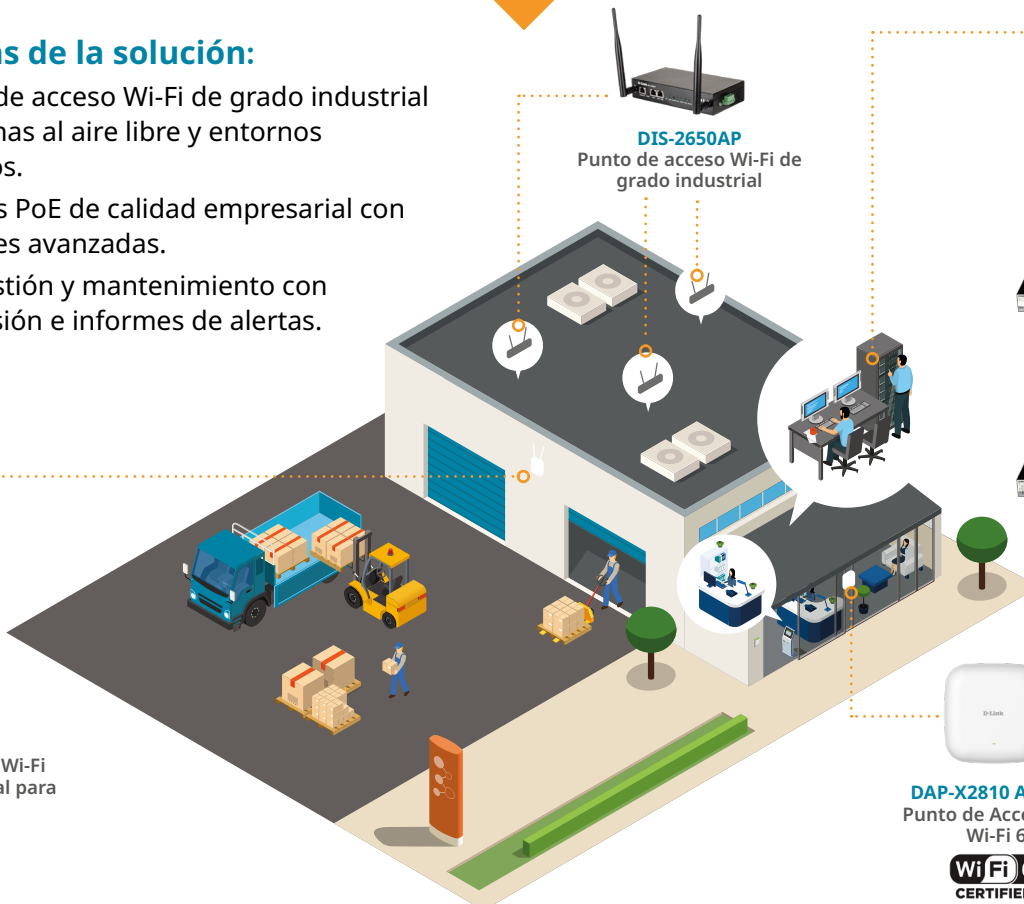 as de la solución:
de acceso Wi-Fi de grado industrial
nas al aire libre y entornos
os.
s PoE de calidad empresarial con
es avanzadas.
stión y mantenimiento con
sión e informes de alertas.
DIS-2650AP
Punto de acceso Wi-Fi de
grado industrial
Wi-Fi
al para
D-Link
DAP-X2810 A
Punto de Acce
Wi-Fi 6
Wi Fi
CERTIFIE